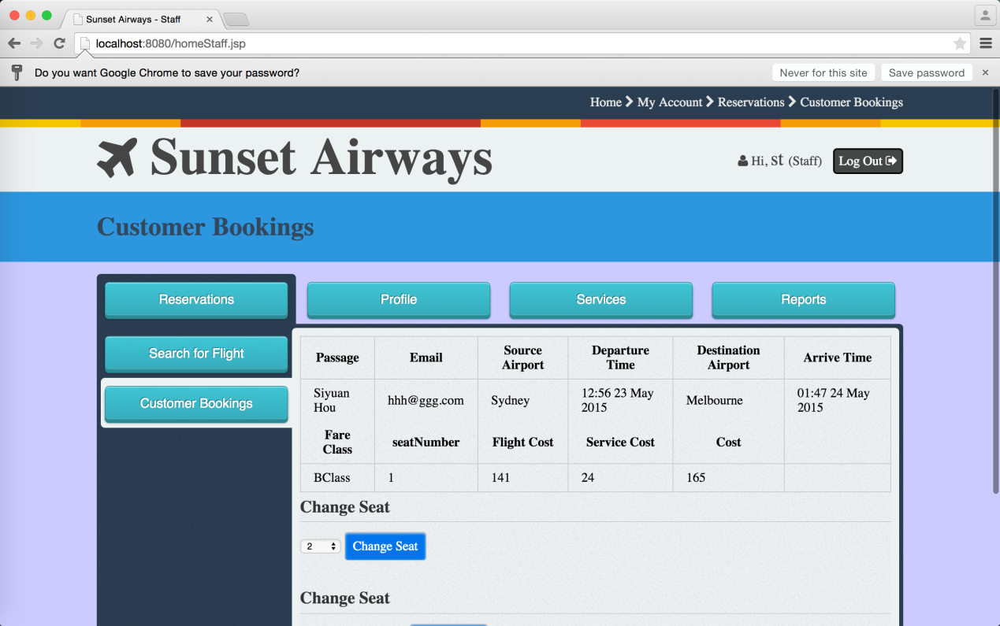 Sunset Airways - Staff
localhost:8080/homeStaff.jsp
Do you want Google Chrome to save your password? Never for this site Save password
Home My Account Reservations Customer Bookings
Sunset Airways
Hi, st (Staff) Log Out
Customer Bookings
Reservations Profile Services Reports
Search for Flight
Customer Bookings
Passage Email Source Airport Departure Time Destination Airport Arrive Time
Siyuan Hou hhh@ggg.com Sydney 12:56 23 May 2015 Melbourne 01:47 24 May 2015
Fare Class seatNumber Flight Cost Service Cost Cost
BClass 1 141 24 165
Change Seat
2 Change Seat
Change Seat